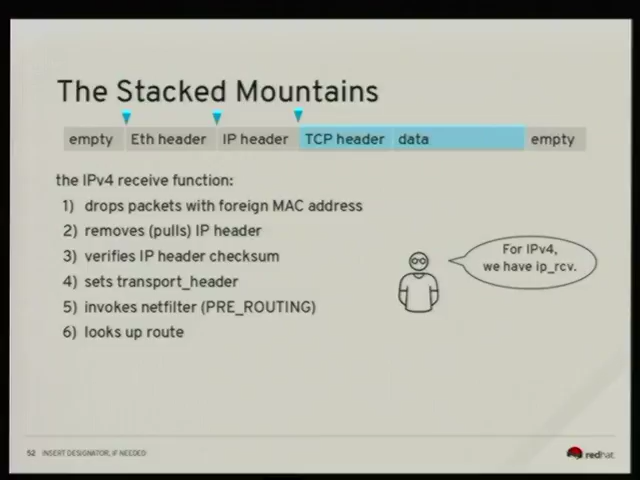 The Stacked Mountains
empty Eth header IP header TCP header data empty
the IPv4 receive function:
1) drops packets with foreign MAC address
2) removes (pulls) IP header
3) verifies IP header checksum
4) sets transport_header
5) invokes netfilter (PRE_ROUTING)
6) looks up route
For IPv4,
we have ip_rcv.
52 INSERT DESIGNATOR, IF NEEDED
redhat.